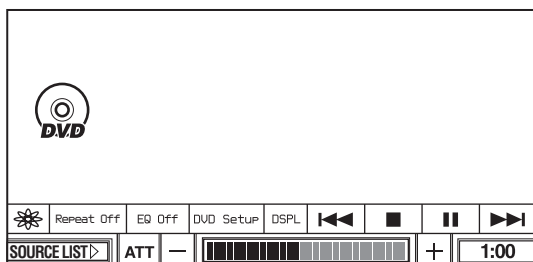 DVD
Repeat Off EQ Off DVD Setup DSPL
SOURCE LIST ATT − + 1:00